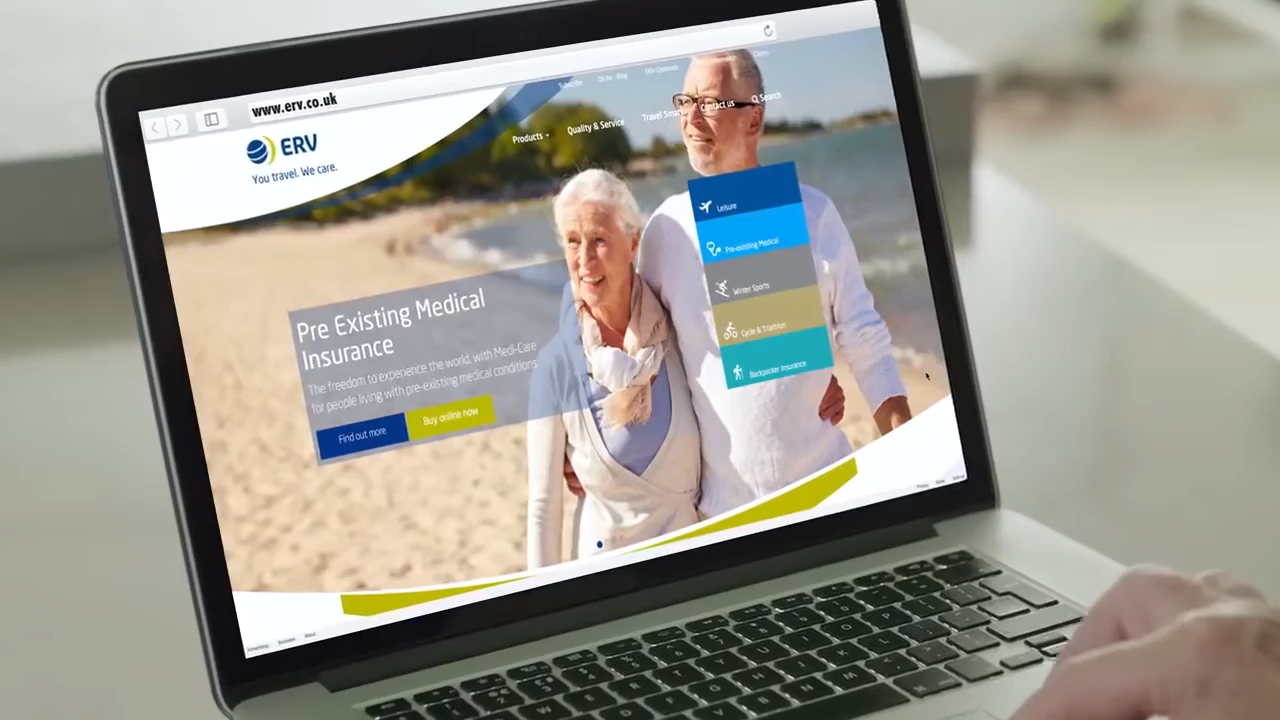 www.erv.co.uk
ERV
You travel. We care.
Products
Quality & Service
Contact us
Search
Leisure
Pre-existing Medical
Winter Sports
Cycle & Triathlon
Backpacker Insurance
Pre Existing Medical
Insurance
The freedom to experience the world, with Medi-Care
for people living with pre-existing medical conditions
Find out more
Buy online now